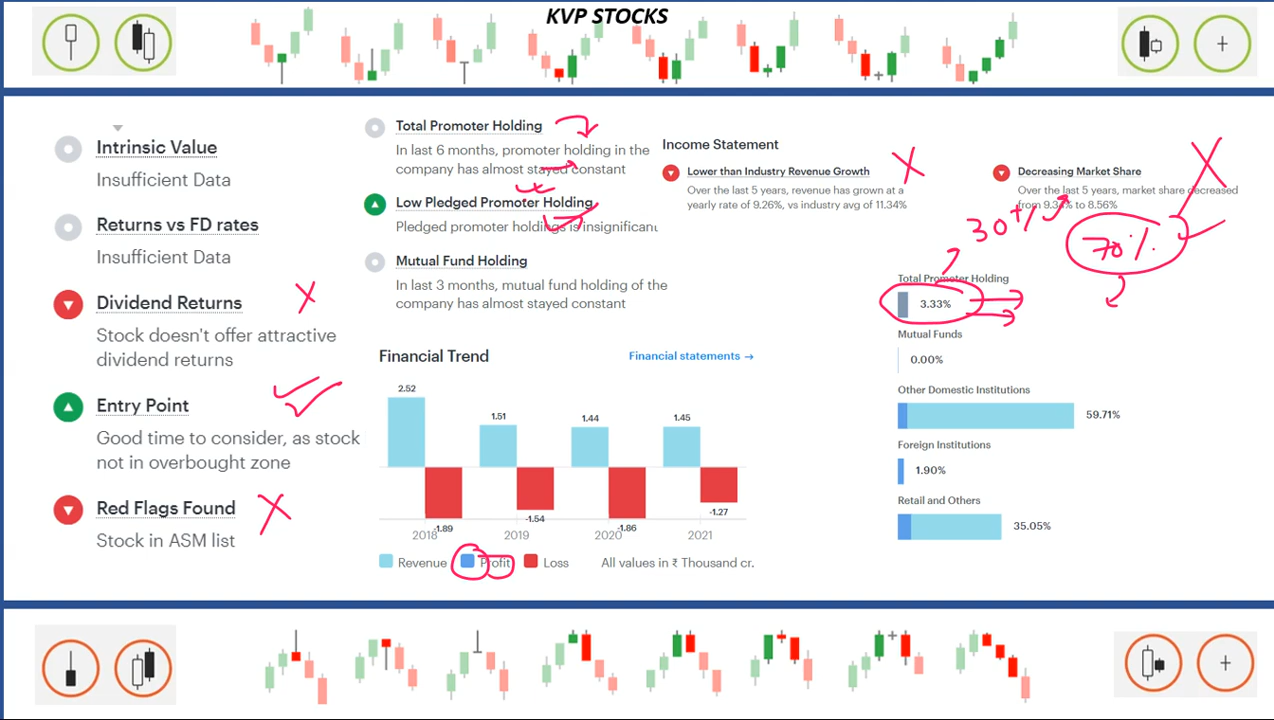 KVP STOCKS
Intrinsic Value
Insufficient Data
Returns vs FD rates
Insufficient Data
Dividend Returns
Stock doesn't offer attractive
dividend returns
Entry Point
Good time to consider, as stock
not in overbought zone
Red Flags Found
Stock in ASM list
Total Promoter Holding
In last 6 months, promoter holding in the
company has almost stayed constant
Low Pledged Promoter Holding
Pledged promoter holdings is insignificant
Mutual Fund Holding
In last 3 months, mutual fund holding of the
company has almost stayed constant
Financial Trend
Financial statements →
2.52
1.51
1.44
1.45
-1.89
-1.54
-1.86
-1.27
2018
2019
2020
2021
Revenue
Profit
Loss
All values in ₹ Thousand cr.
Income Statement
Lower than Industry Revenue Growth
Over the last 5 years, revenue has grown at a
yearly rate of 9.26%, vs industry avg of 11.34%
Decreasing Market Share
Over the last 5 years, market share decreased
from 9.34% to 8.56%
30+%
70%
Total Promoter Holding
3.33%
Mutual Funds
0.00%
Other Domestic Institutions
59.71%
Foreign Institutions
1.90%
Retail and Others
35.05%